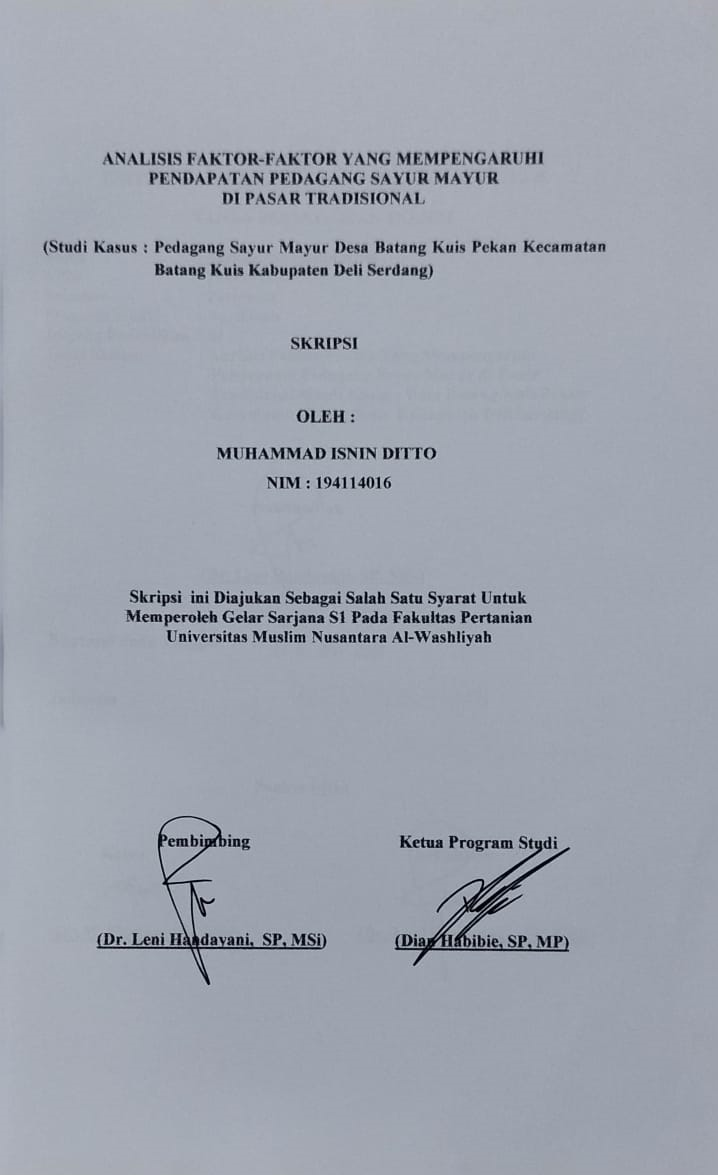 ANALISIS FAKTOR-FAKTOR YANG MEMPENGARUHI
PENDAPATAN PEDAGANG SAYUR MAYUR
DI PASAR TRADISIONAL
(Studi Kasus : Pedagang Sayur Mayur Desa Batang Kuis Pekan Kecamatan
Batang Kuis Kabupaten Deli Serdang)
SKRIPSI
OLEH :
MUHAMMAD ISNIN DITTO
NIM : 194114016
Skripsi ini Diajukan Sebagai Salah Satu Syarat Untuk
Memperoleh Gelar Sarjana S1 Pada Fakultas Pertanian
Universitas Muslim Nusantara Al-Washliyah
Pembimbing Ketua Program Studi
(Dr. Leni Handayani, SP, MSi) (Dian Habibie, SP, MP)